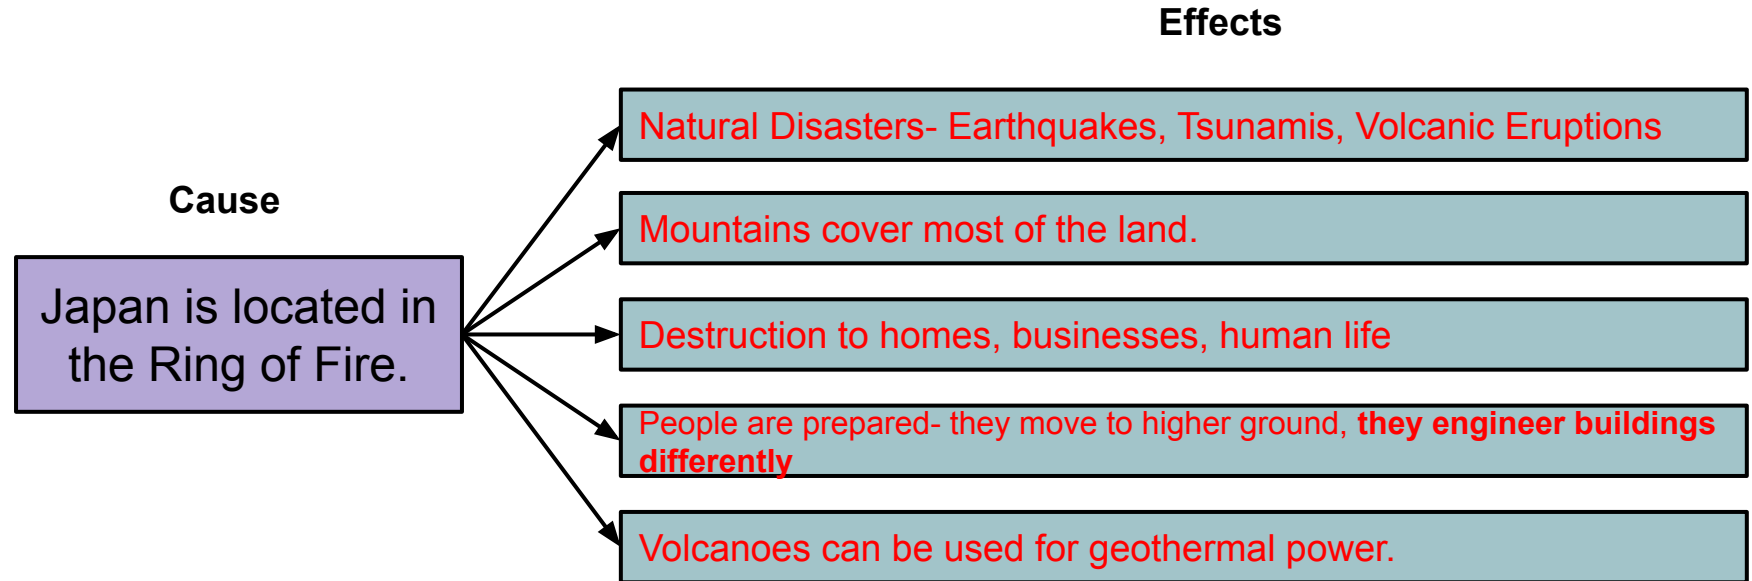 Effects
Natural Disasters- Earthquakes, Tsunamis, Volcanic Eruptions
Cause
Mountains cover most of the land.
Japan is located in
the Ring of Fire.
Destruction to homes, businesses, human life
People are prepared- they move to higher ground, they engineer buildings
differently
Volcanoes can be used for geothermal power.